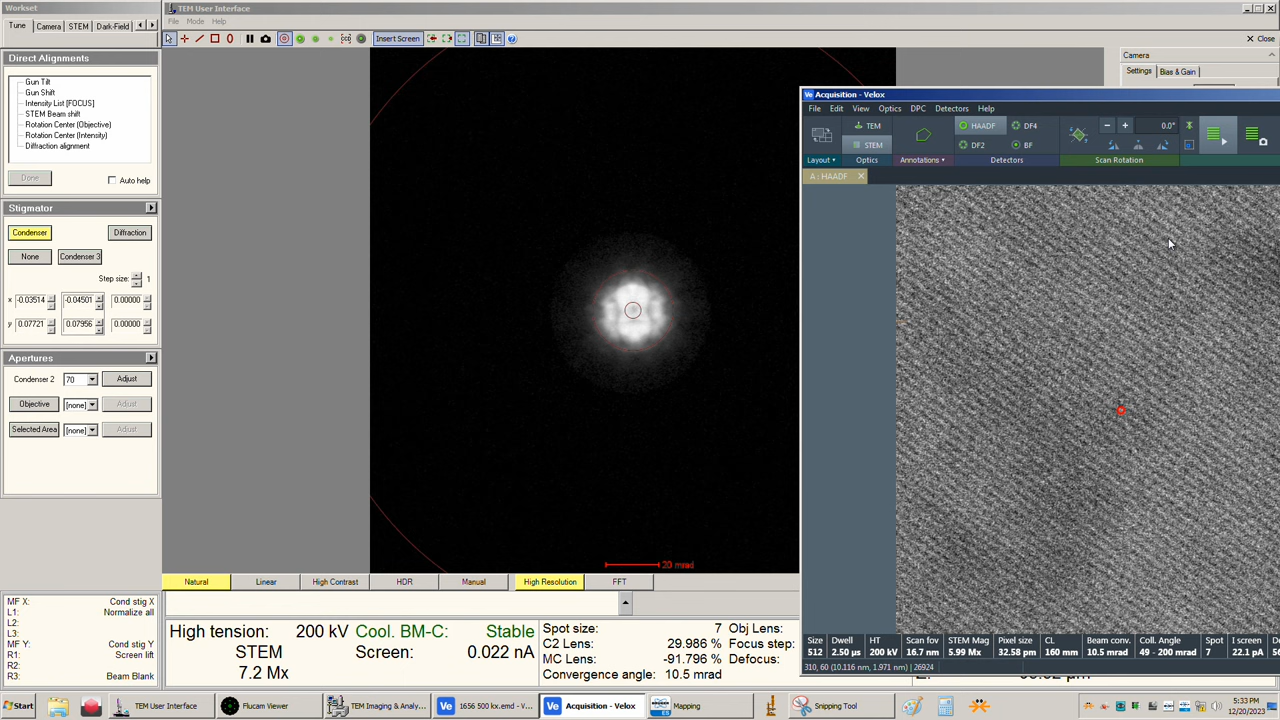 Workset
Tune Camera STEM Dark-Field
Direct Alignments
Gun Tilt
Gun Shift
Intensity List [FOCUS]
STEM Beam shift
Rotation Center (Objective)
Rotation Center (Intensity)
Diffraction alignment
Done Auto help
Stigmator
Condenser Diffraction
None Condenser 3
Step size: 1
x -0.03514 -0.04501 0.00000
y 0.07721 0.07956 0.00000
Apertures
Condenser 2 70 Adjust
Objective [none] Adjust
Selected Area [none] Adjust
MF X: Cond stig X
L1: Normalize all
L2:
L3:
MF Y: Cond stig Y
R1: Screen lift
R2:
R3: Beam Blank
TEM User Interface
File Mode Help
Insert Screen
Close
20 mrad
Natural Linear High Contrast HDR Manual High Resolution FFT
High tension: 200 kV Cool. BM-C: Stable
STEM Screen: 0.022 nA
7.2 Mx
Spot size: 7 Obj Lens:
C2 Lens: 29.986 % Focus step:
MC Lens: -91.796 % Defocus:
Convergence angle: 10.5 mrad
Camera
Settings Bias & Gain
Ve Acquisition - Velox
File Edit View Optics DPC Detectors Help
TEM HAADF DF4 0.0°
STEM DF2 BF
Layout Optics Annotations Detectors Scan Rotation
A : HAADF
Size Dwell HT Scan fov STEM Mag Pixel size CL Beam conv. Coll. Angle Spot I screen
512 2.50 µs 200 kV 16.7 nm 5.99 Mx 32.58 pm 160 mm 10.5 mrad 49 - 200 mrad 7 22.1 pA
310, 60 (10.116 nm, 1.971 nm) | 26924
Start TEM User Interface Flucam Viewer TEM Imaging & Analy... Ve 1656 500 kx.emd - V... Ve Acquisition - Velox Mapping Snipping Tool
5:33 PM
12/20/2023